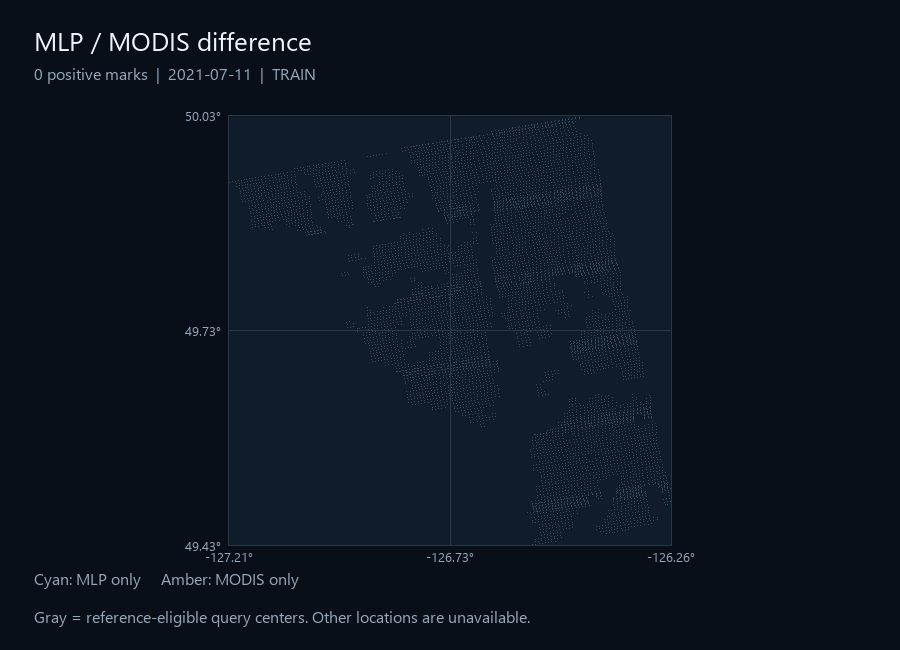 MLP / MODIS difference
0 positive marks | 2021-07-11 | TRAIN
50.03°
49.73°
49.43°
-127.21° -126.73° -126.26°
Cyan: MLP only Amber: MODIS only
Gray = reference-eligible query centers. Other locations are unavailable.